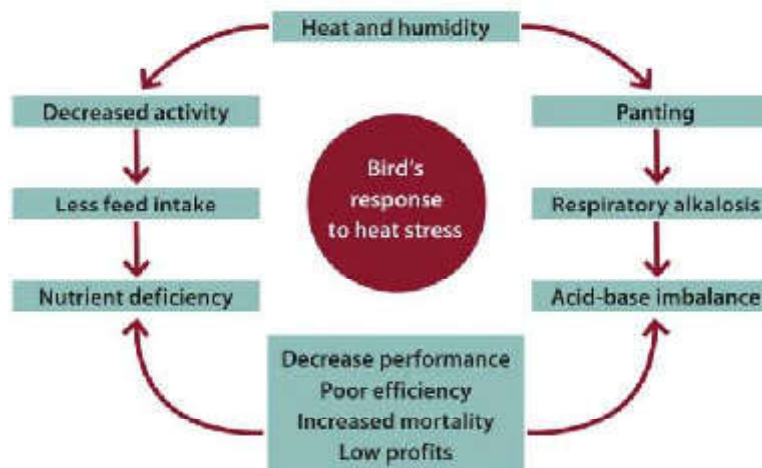 Heat and humidity
Decreased activity
Less feed intake
Nutrient deficiency
Bird's
response
to heat stress
Panting
Respiratory alkalosis
Acid-base imbalance
Decrease performance
Poor efficiency
Increased mortality
Low profits